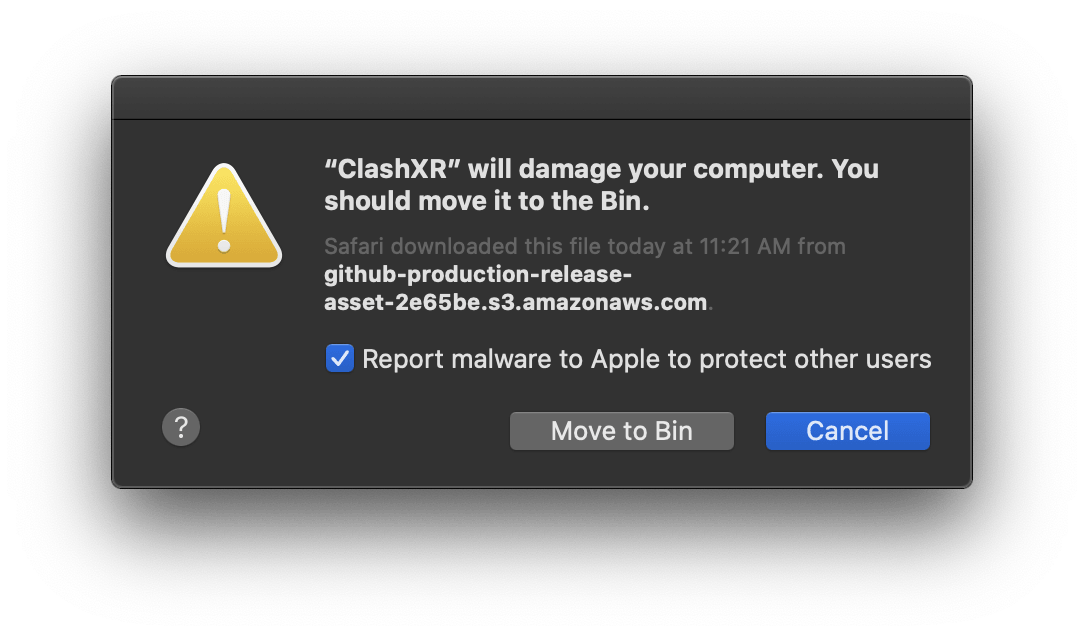 “ClashXR” will damage your computer. You
should move it to the Bin.
Safari downloaded this file today at 11:21 AM from
github-production-release-
asset-2e65be.s3.amazonaws.com.
Report malware to Apple to protect other users
?
Move to Bin
Cancel